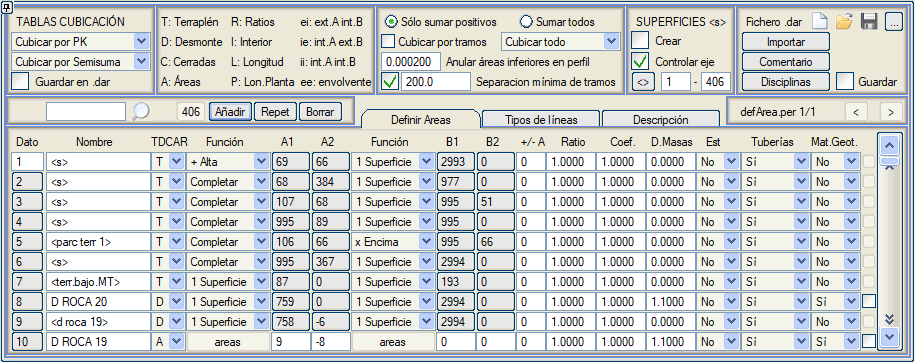 TABLAS CUBICACIÓN
Cubicar por PK
Cubicar por Semisuma
Guardar en .dar
T: Terraplén R: Ratios ei: ext.A int.B
D: Desmonte I: Interior ie: int.A ext.B
C: Cerradas L: Longitud ii: int.A int.B
A: Áreas P: Lon.Planta ee: envolvente
Sólo sumar positivos Sumar todos
Cubicar por tramos Cubicar todo
0.000200 Anular áreas inferiores en perfil
200.0 Separacion mínima de tramos
SUPERFICIES <s>
Crear
Controlar eje
<> 1 - 406
Fichero .dar ...
Importar
Comentario
Disciplinas Guardar
406 Añadir Repet Borrar
Definir Areas Tipos de líneas Descripción
defArea.per 1/1 < >
Dato Nombre TDCAR Función A1 A2 Función B1 B2 +/- A Ratio Coef. D.Masas Est Tuberías Mat.Geot.
1 <s> T + Alta 69 66 1 Superficie 2993 0 0 1.0000 1.0000 0.0000 No Sí No
2 <s> T Completar 68 384 1 Superficie 977 0 0 1.0000 1.0000 0.0000 No Sí No
3 <s> T Completar 107 68 1 Superficie 995 51 0 1.0000 1.0000 0.0000 No Sí No
4 <s> T Completar 995 89 1 Superficie 995 0 0 1.0000 1.0000 0.0000 No Sí No
5 <parc terr 1> T Completar 106 66 x Encima 995 66 0 1.0000 1.0000 0.0000 No Sí No
6 <s> T Completar 995 367 1 Superficie 2994 0 0 1.0000 1.0000 0.0000 No Sí No
7 <terr.bajo.MT> T 1 Superficie 87 0 1 Superficie 193 0 0 1.0000 1.0000 0.0000 No Sí No
8 D ROCA 20 D 1 Superficie 759 0 1 Superficie 2994 0 0 1.0000 1.0000 1.1000 No Sí Sí
9 <d roca 19> D 1 Superficie 758 -6 1 Superficie 2994 0 0 1.0000 1.0000 0.0000 No Sí No
10 D ROCA 19 A areas 9 -8 areas 0 0 0 1.0000 1.0000 1.1000 No Sí Sí